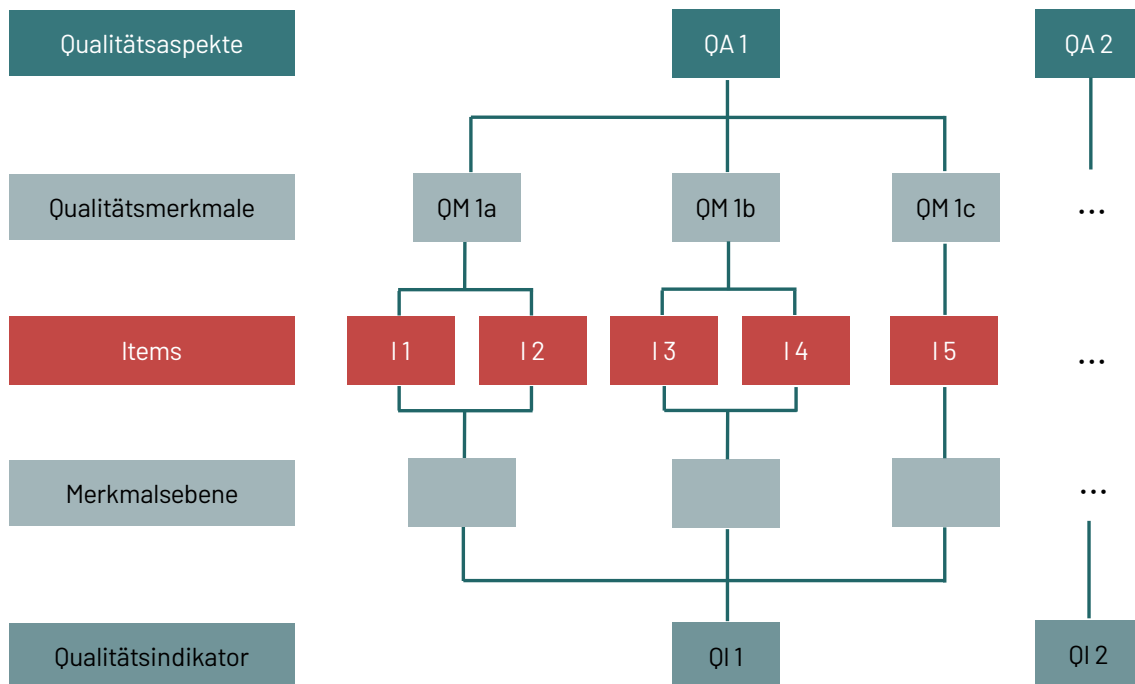 Qualitätsaspekte
QA 1
QA 2
Qualitätsmerkmale
QM 1a
QM 1b
QM 1c
...
Items
I 1
I 2
I 3
I 4
I 5
...
Merkmalsebene
...
Qualitätsindikator
QI 1
QI 2